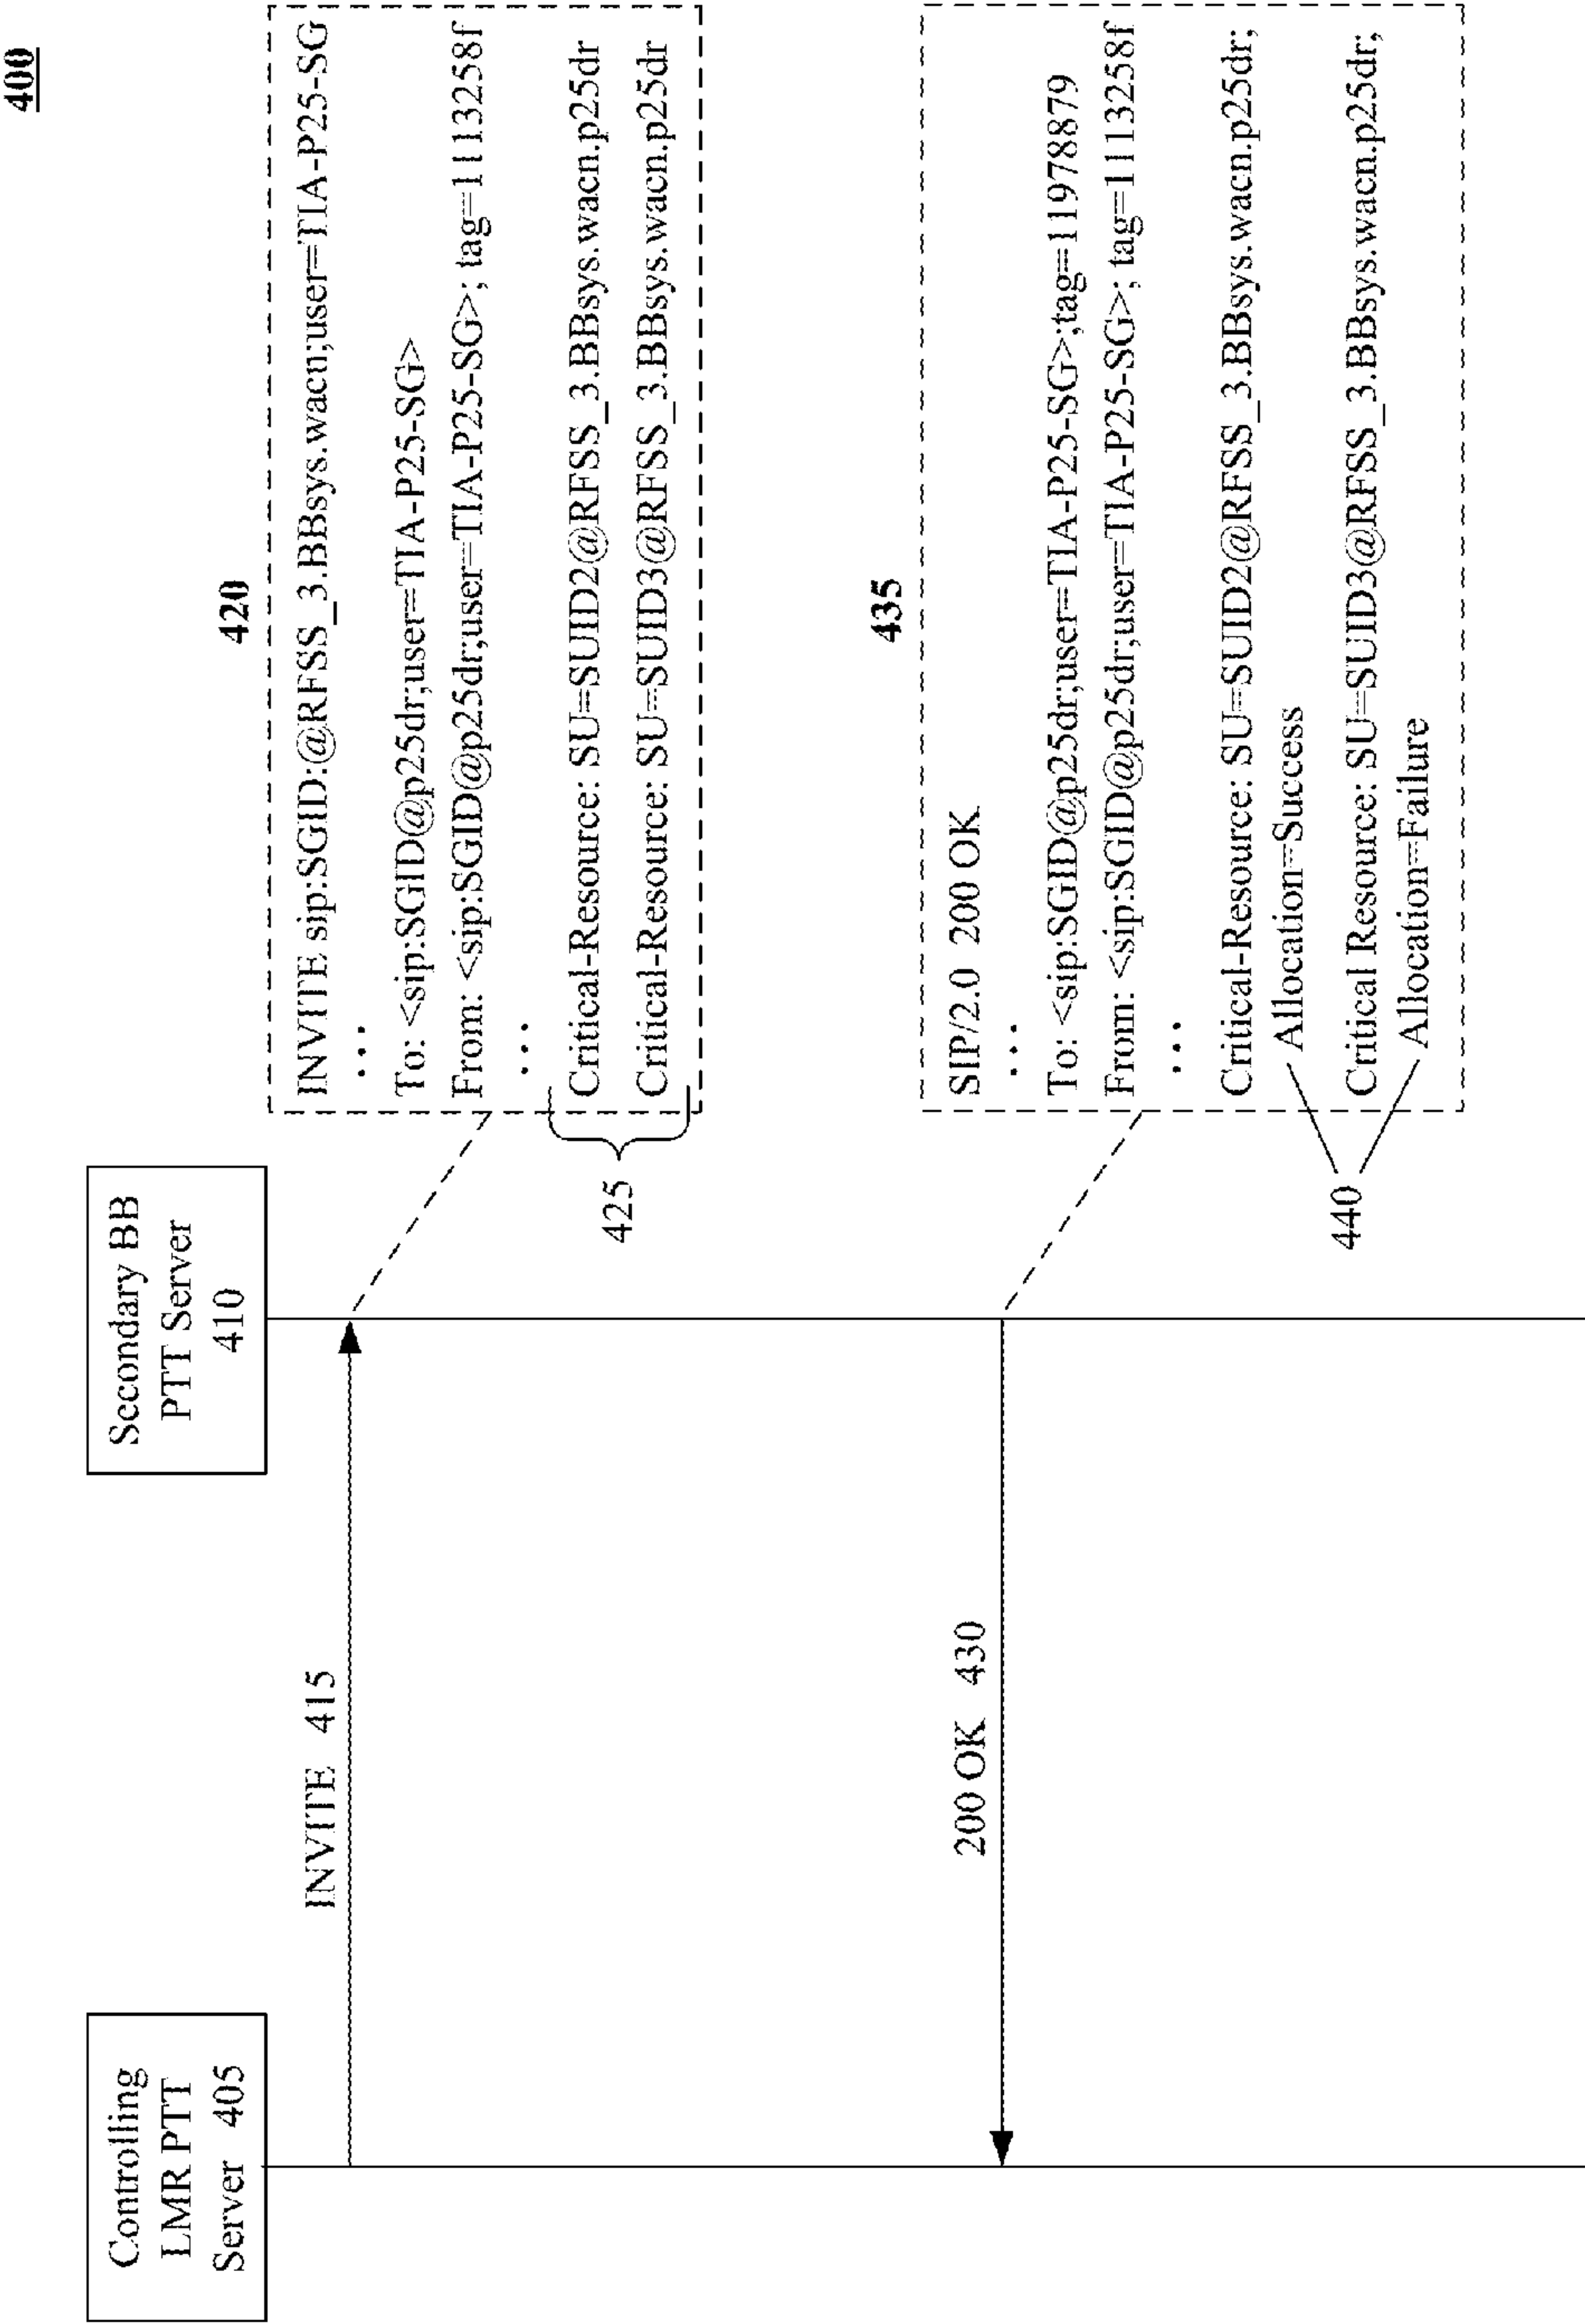 400
Controlling
LMR PTT
Server 405
Secondary BB
PTT Server
410
INVITE 415
420
INVITE sip:SGID:@RFSS_3.BBsys.wacn;user=TIA-P25-SG
...
To: <sip:SGID@p25dr;user=TIA-P25-SG>
From: <sip:SGID@p25dr;user=TIA-P25-SG>; tag=1113258f
...
Critical-Resource: SU=SUID2@RFSS_3.BBsys.wacn.p25dr
Critical-Resource: SU=SUID3@RFSS_3.BBsys.wacn.p25dr
425
200 OK 430
435
SIP/2.0 200 OK
...
To: <sip:SGID@p25dr;user=TIA-P25-SG>;tag=11978879
From: <sip:SGID@p25dr;user=TIA-P25-SG>; tag=1113258f
...
Critical-Resource: SU=SUID2@RFSS_3.BBsys.wacn.p25dr;
Allocation=Success
Critical Resource: SU=SUID3@RFSS_3.BBsys.wacn.p25dr;
Allocation=Failure
440